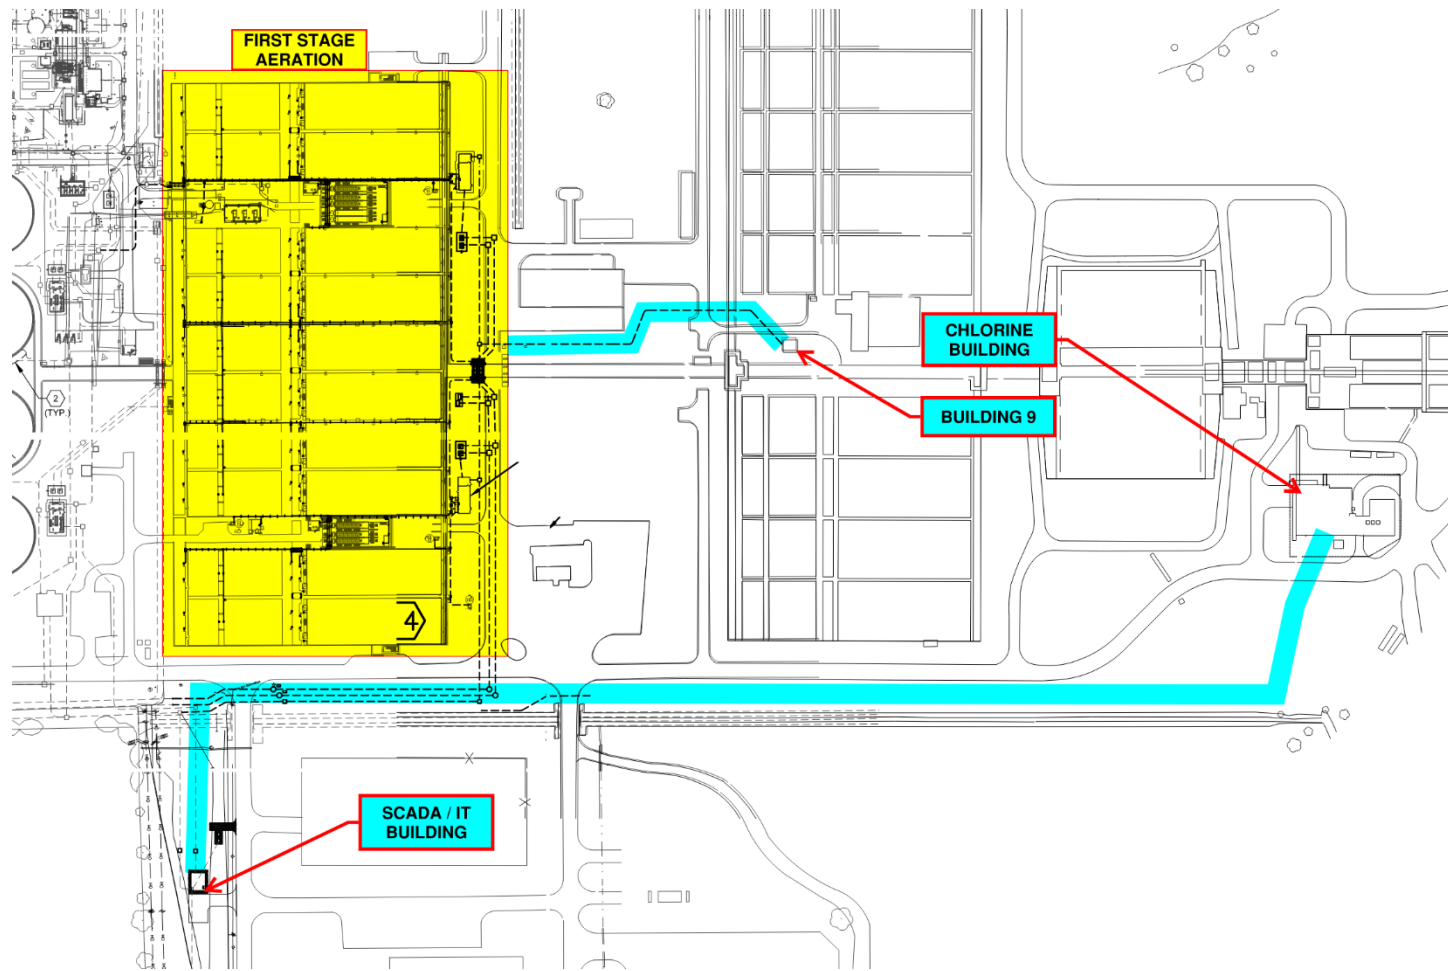 FIRST STAGE
AERATION
CHLORINE
BUILDING
2
(TYP.)
BUILDING 9
4
SCADA / IT
BUILDING